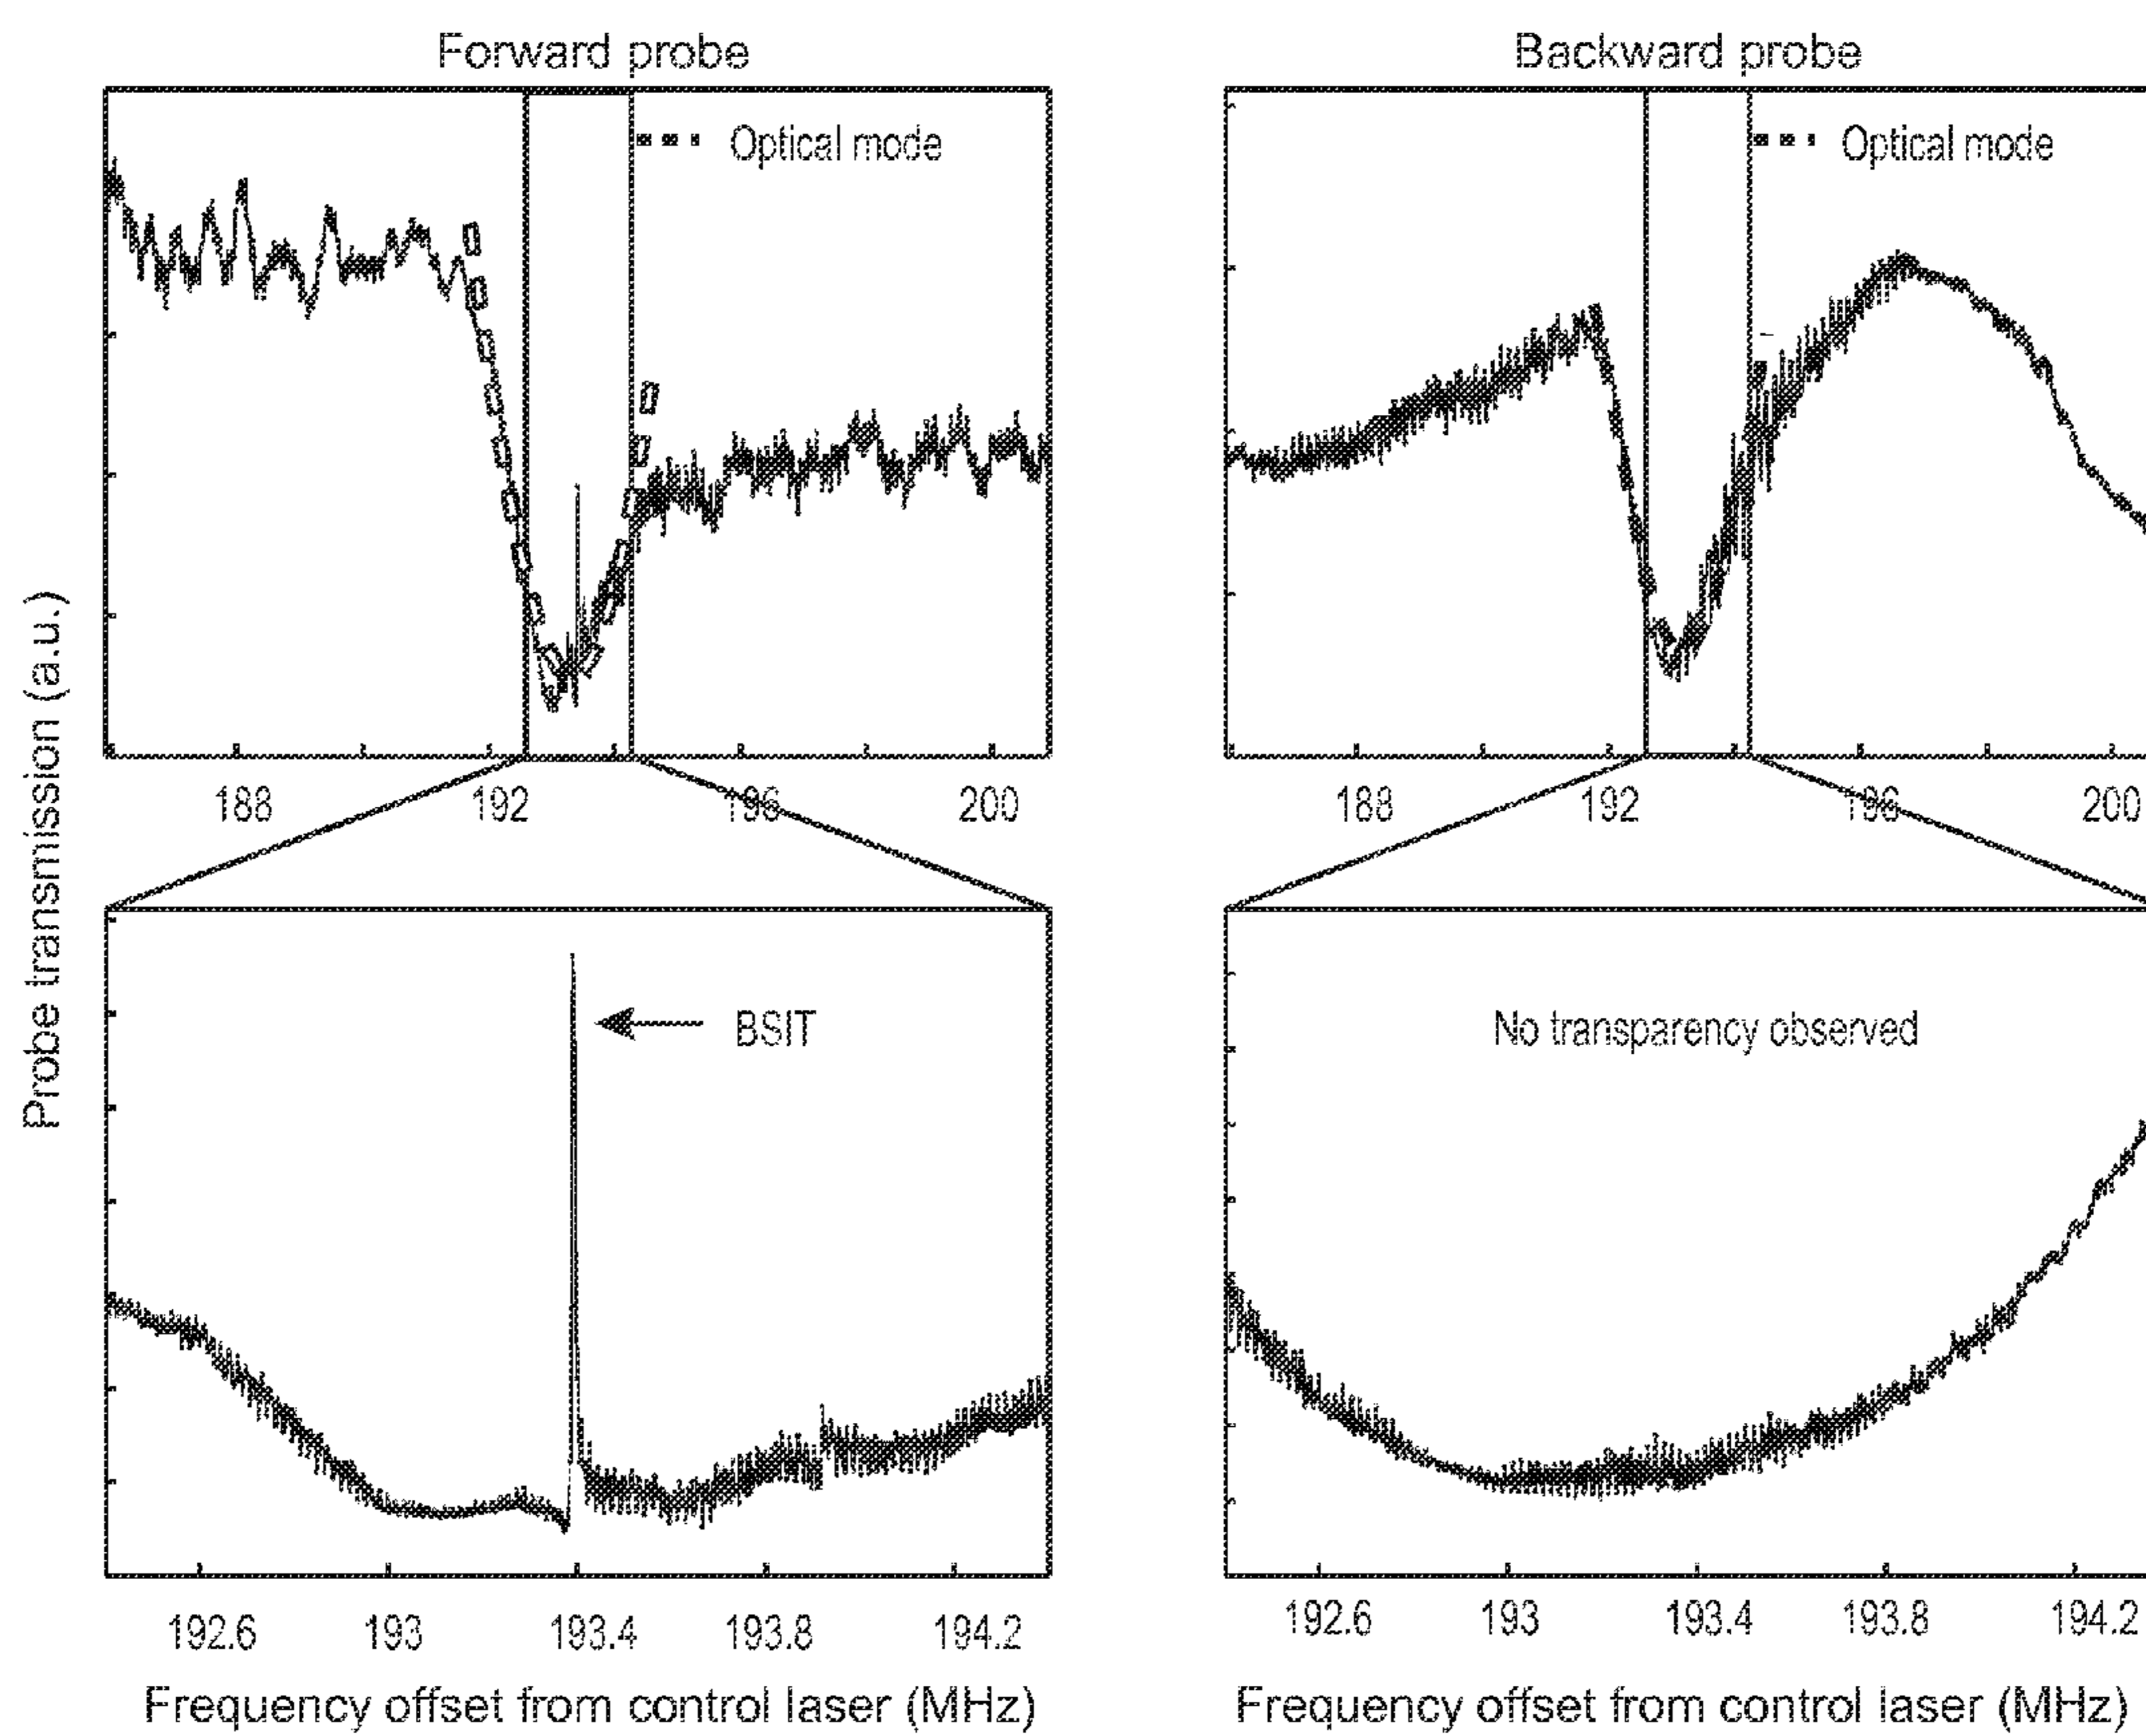 Forward probe
Backward probe
Optical mode
Optical mode
188 192 196 200
188 192 196 200
Probe transmission (a.u.)
BSIT
No transparency observed
192.6 193 193.4 193.8 194.2
192.6 193 193.4 193.8 194.2
Frequency offset from control laser (MHz)
Frequency offset from control laser (MHz)